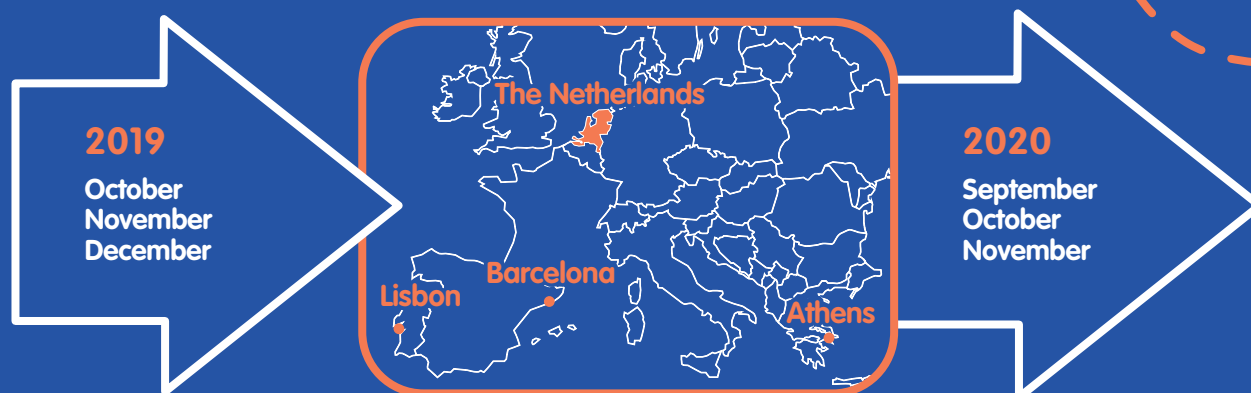 2019
October
November
December
The Netherlands
Barcelona
Lisbon
Athens
2020
September
October
November